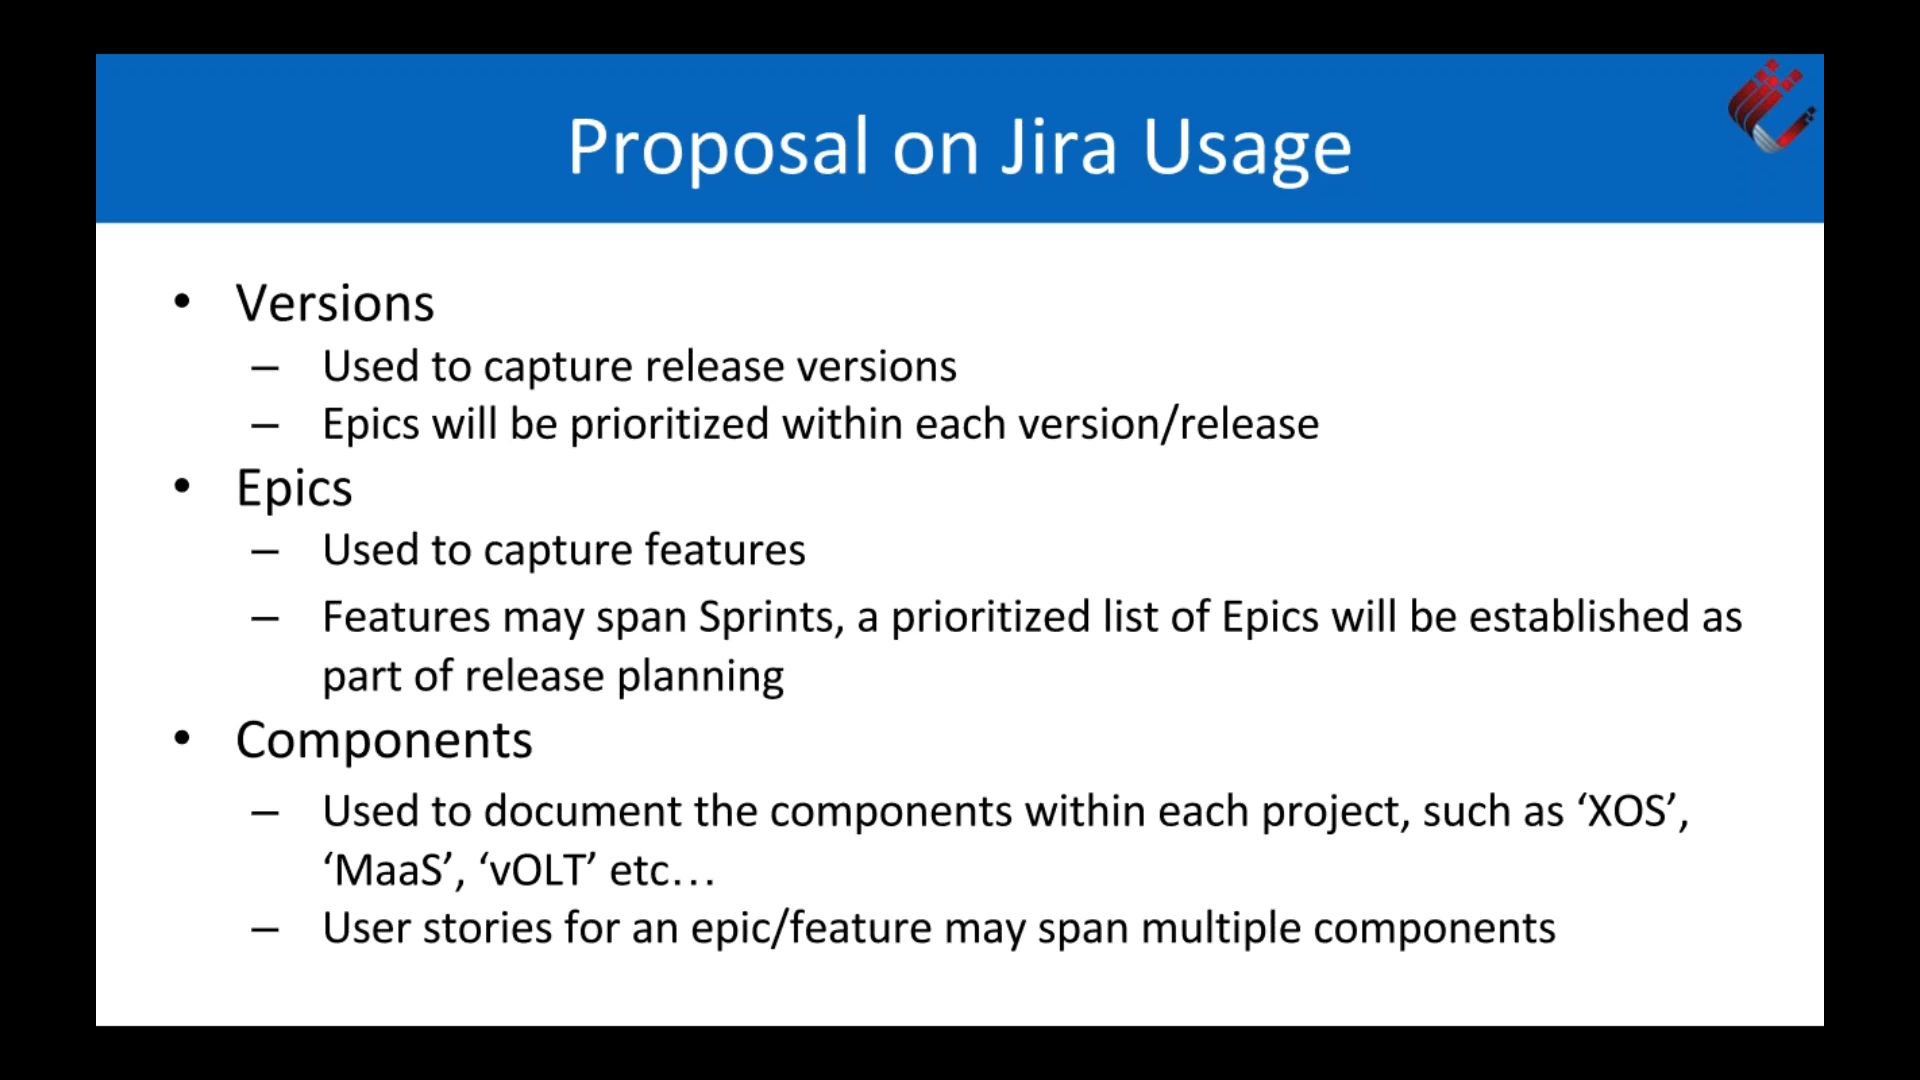 Proposal on Jira Usage
• Versions
– Used to capture release versions
– Epics will be prioritized within each version/release
• Epics
– Used to capture features
– Features may span Sprints, a prioritized list of Epics will be established as
part of release planning
• Components
– Used to document the components within each project, such as ‘XOS’,
‘MaaS’, ‘vOLT’ etc…
– User stories for an epic/feature may span multiple components